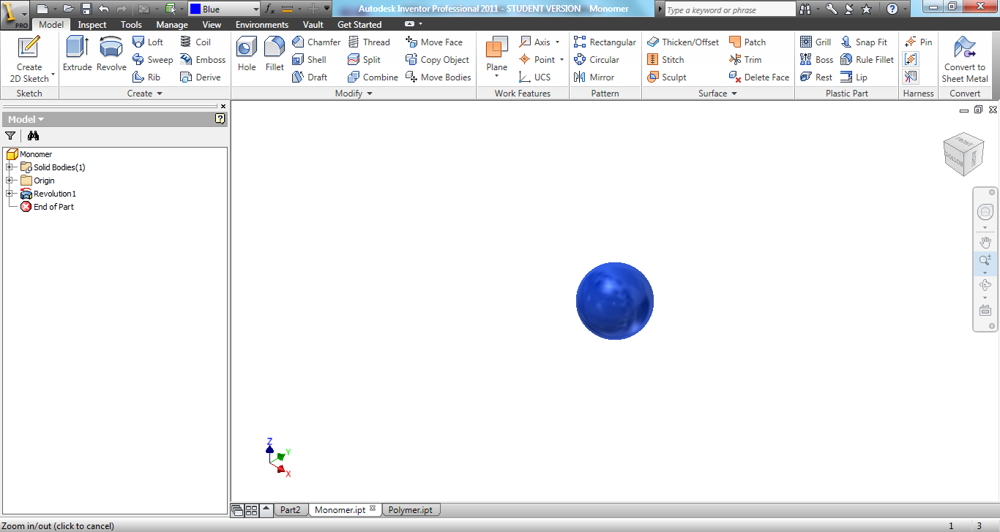 PRO
Blue
fx
Autodesk Inventor Professional 2011 - STUDENT VERSION Monomer
Type a keyword or phrase
Model Inspect Tools Manage View Environments Vault Get Started
Create
2D Sketch
Sketch
Extrude
Revolve
Loft
Sweep
Rib
Coil
Emboss
Derive
Create
Hole
Fillet
Chamfer
Shell
Draft
Thread
Split
Combine
Move Face
Copy Object
Move Bodies
Modify
Plane
Axis
Point
UCS
Work Features
Rectangular
Circular
Mirror
Pattern
Thicken/Offset
Stitch
Sculpt
Patch
Trim
Delete Face
Surface
Grill
Boss
Rest
Snap Fit
Rule Fillet
Lip
Plastic Part
Pin
Harness
Convert to
Sheet Metal
Convert
Model
Monomer
Solid Bodies(1)
Origin
Revolution1
End of Part
FRONT
BOTTOM
RIGHT
Z
Y
X
Part2 Monomer.ipt Polymer.ipt
Zoom in/out (click to cancel)
1 3